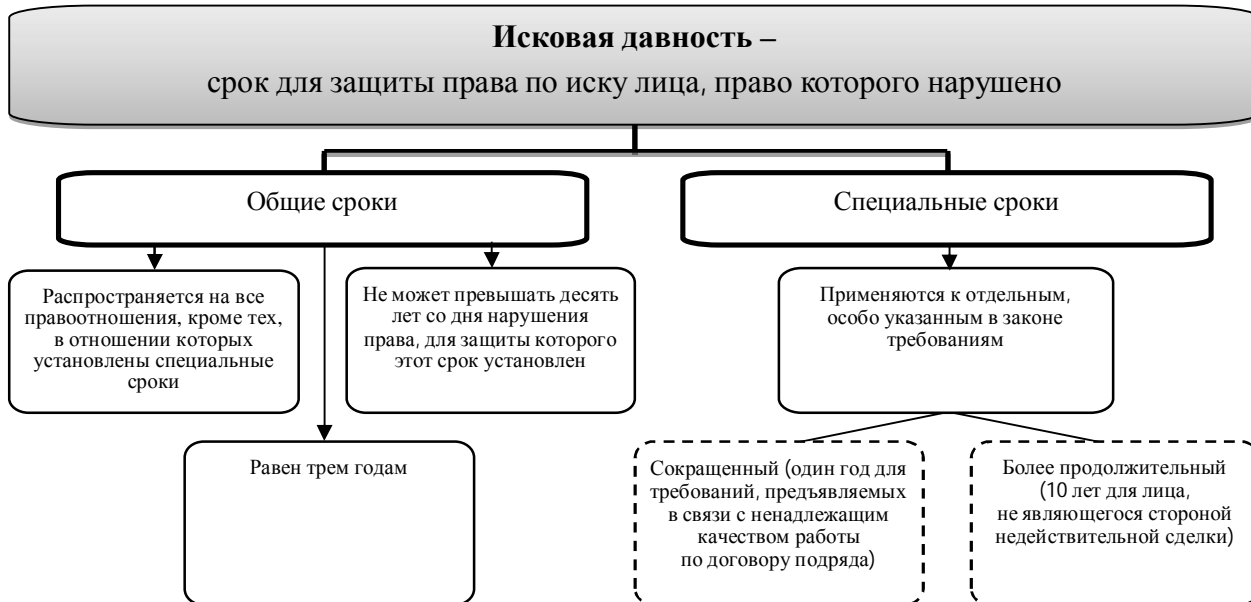 Исковая давность –
срок для защиты права по иску лица, право которого нарушено
Общие сроки
Специальные сроки
Распространяется на все
правоотношения, кроме тех,
в отношении которых
установлены специальные
сроки
Не может превышать десять
лет со дня нарушения
права, для защиты которого
этот срок установлен
Применяются к отдельным,
особо указанным в законе
требованиям
Равен трем годам
Сокращенный (один год для
требований, предъявляемых
в связи с ненадлежащим
качеством работы
по договору подряда)
Более продолжительный
(10 лет для лица,
не являющегося стороной
недействительной сделки)